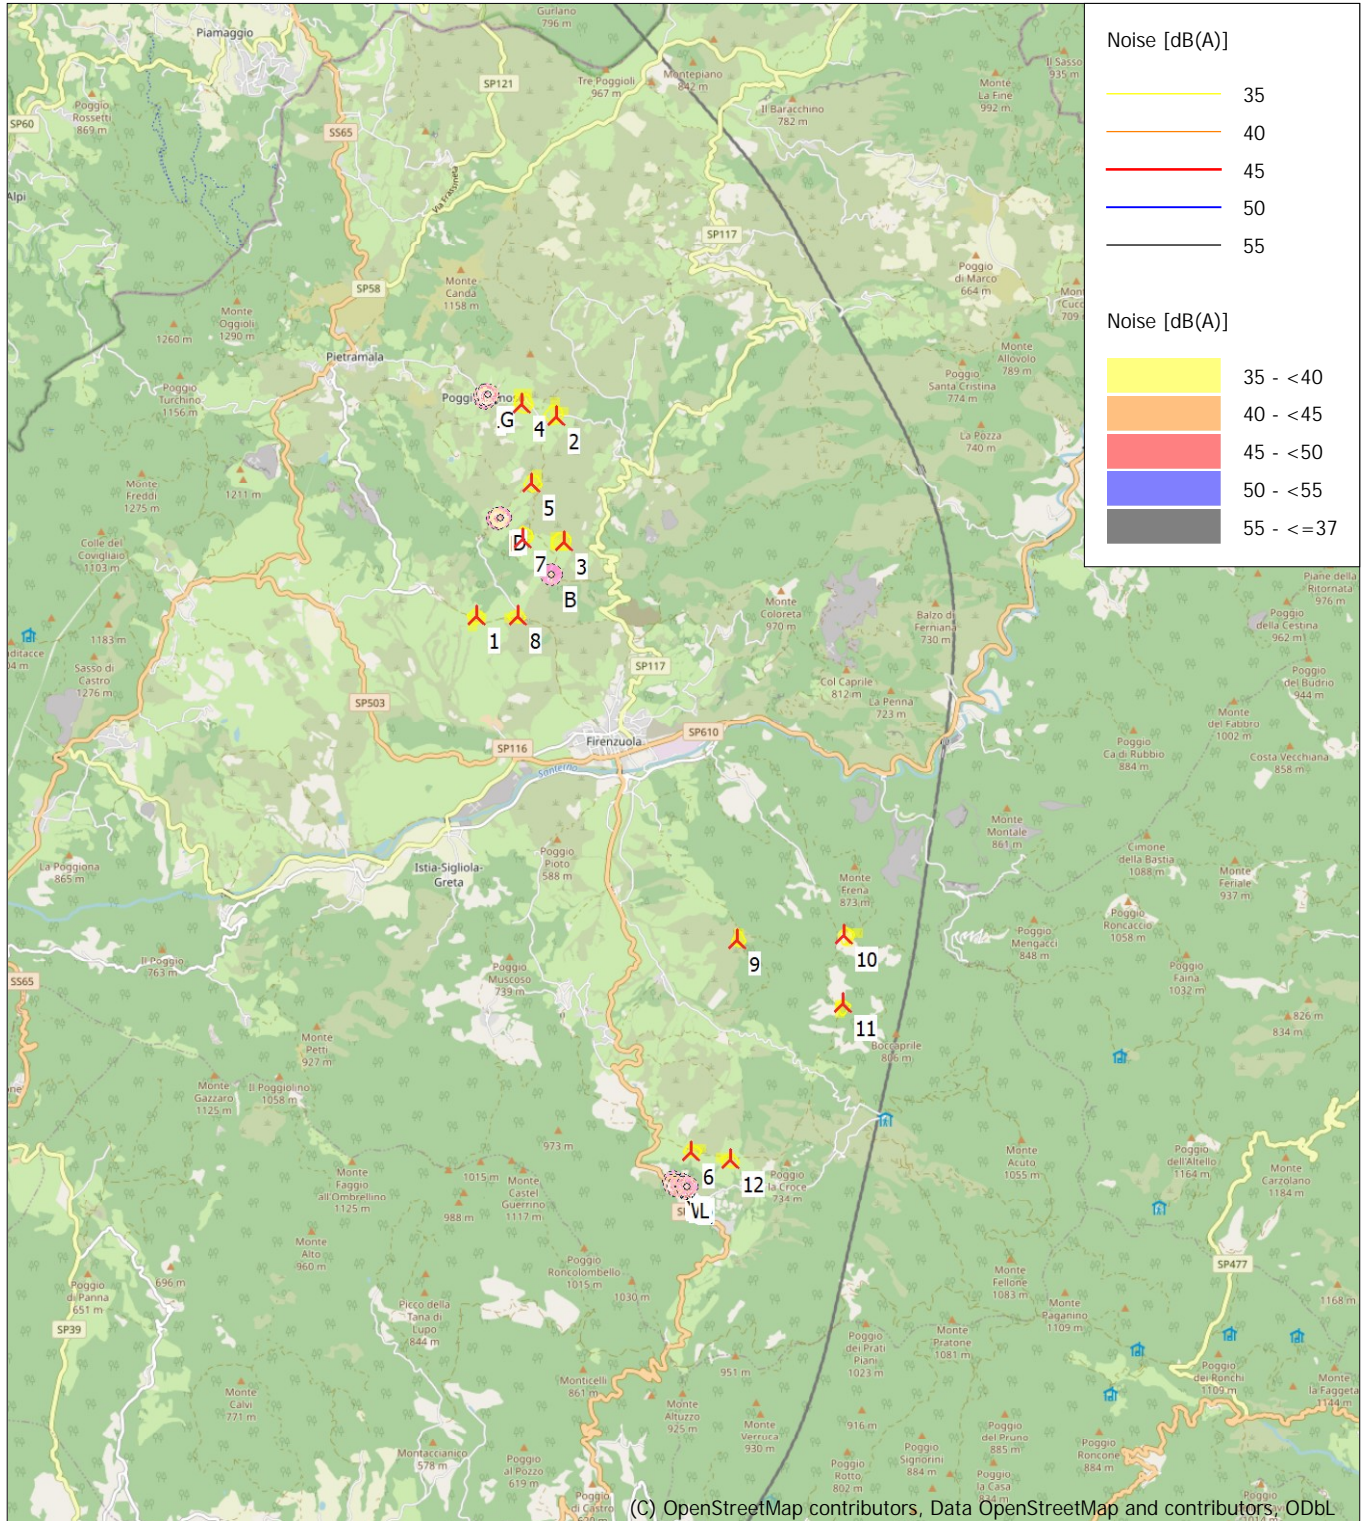 Noise [dB(A)]
35
40
45
50
55
Noise [dB(A)]
35 - <40
40 - <45
45 - <50
50 - <55
55 - <=37
Gurlano
796 m
Piamaggio
SP121
Tre Poggioli
967 m
Montepiano
842 m
Il Sasso
935 m
Monte
La Fine
992 m
Il Baracchino
782 m
Poggio
Rossetti
869 m
SP60
SS65
Alpi
Via Frassineta
SP117
Poggio
di Marco
664 m
Monte
Canda
1158 m
SP58
Monte
Oggioli
1290 m
1260 m
709
Monte
Allovolo
789 m
Pietramala
Poggio
Turchino
1156 m
Poggio
Santa Cristina
774 m
G
4
2
La Pozza
740 m
Monte
Freddi
1275 m
1211 m
5
Colle del
Covigliaio
1103 m
D
7
3
B
Piane della
Ritornata
976 m
Monte
Coloreta
970 m
Balzo di
Ferniana
730 m
Poggio
della Cestina
962 m
1183 m
1
8
Sasso di
Castro
1276 m
SP117
Col Caprile
812 m
La Penna
723 m
Poggio
del Budrio
944 m
SP503
Monte
del Fabbro
1002 m
SP116
Firenzuola
SP610
Santerno
Poggio
Ca di Rubbio
884 m
Costa Vecchiana
858 m
Monte
Montale
861 m
La Poggiona
865 m
Istia-Sigliola-
Greta
Poggio
Pioto
588 m
Cimone
della Bastia
1088 m
Monte
Feriale
937 m
Monte
Frena
873 m
Poggio
Roncaccio
1058 m
Poggio
Mengacci
848 m
9
10
Il Poggio
763 m
Poggio
Muscoso
739 m
Poggio
Faina
1032 m
SS65
826 m
834 m
11
Monte
Petti
927 m
Boccaprile
806 m
Monte
Gazzaro
1125 m
Il Poggiolino
1058 m
973 m
Monte
Acuto
1055 m
Poggio
dell'Altello
1164 m
Monte
Carzolano
1184 m
Monte
Faggio
all'Ombrellino
1125 m
1015 m
Monte
Castel
Guerrino
1117 m
6
12
Poggio
la Croce
734 m
988 m
Monte
Alto
960 m
Poggio
Roncolombello
1015 m
1030 m
Monte
Fellone
1083 m
SP477
696 m
Poggio
di Panna
651 m
Picco della
Tana di
Lupo
844 m
Monte
Paganino
1109 m
1168 m
SP39
Poggio
dei Prati
Piani
1023 m
Monte
Pratone
1081 m
Monticelli
861 m
951 m
Poggio
dei Ronchi
1109 m
Monte
la Faggeta
1144 m
Monte
Calvi
771 m
Monte
Altuzzo
925 m
Monte
Verruca
930 m
916 m
Poggio
del Pruno
885 m
Montaccianico
578 m
Poggio
al Pozzo
619 m
Poggio
Signorini
884 m
Poggio
Roncone
884 m
Poggio
Rotto
802 m
Poggio
la Casa
834 m
Poggio
di Castro
(C) OpenStreetMap contributors, Data OpenStreetMap and contributors, ODbL